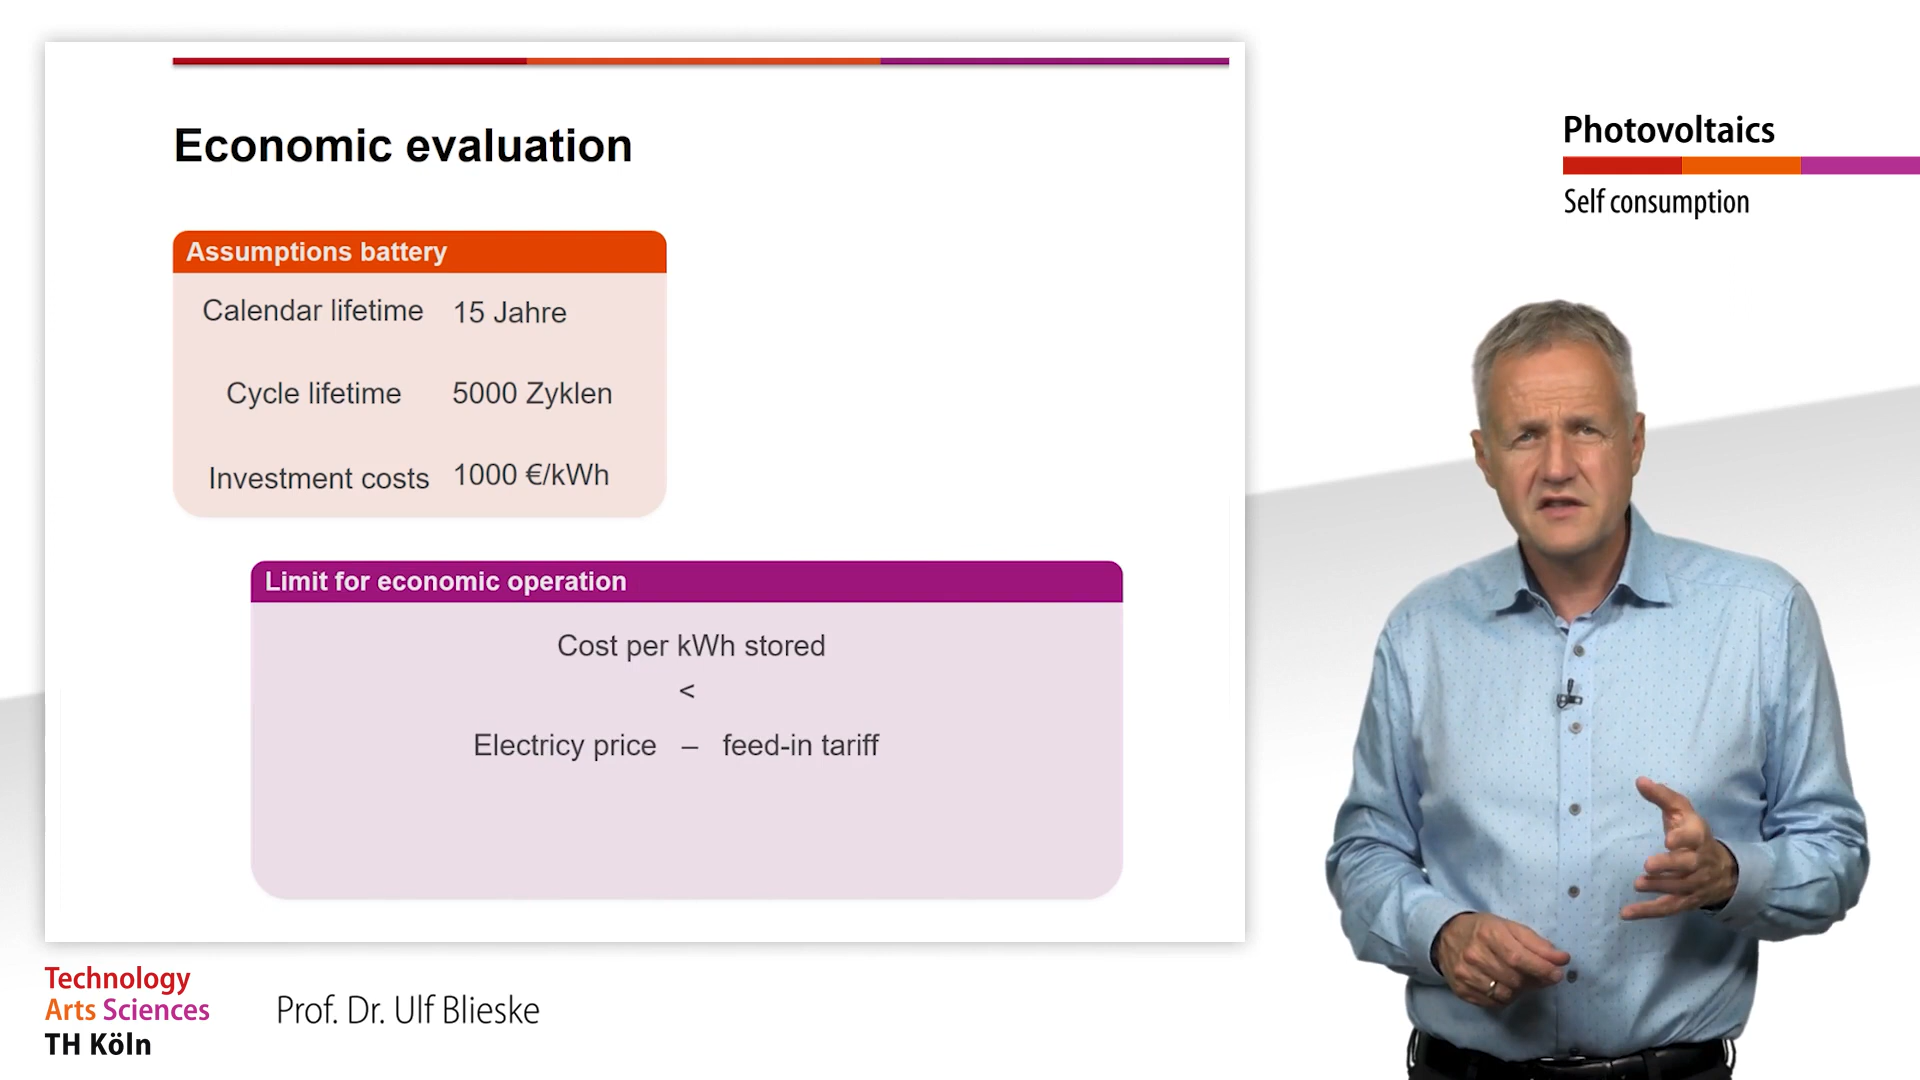 Economic evaluation
Assumptions battery
Calendar lifetime 15 Jahre
Cycle lifetime 5000 Zyklen
Investment costs 1000 €/kWh
Limit for economic operation
Cost per kWh stored
<
Electricy price – feed-in tariff
Photovoltaics
Self consumption
Technology
Arts Sciences
TH Köln
Prof. Dr. Ulf Blieske